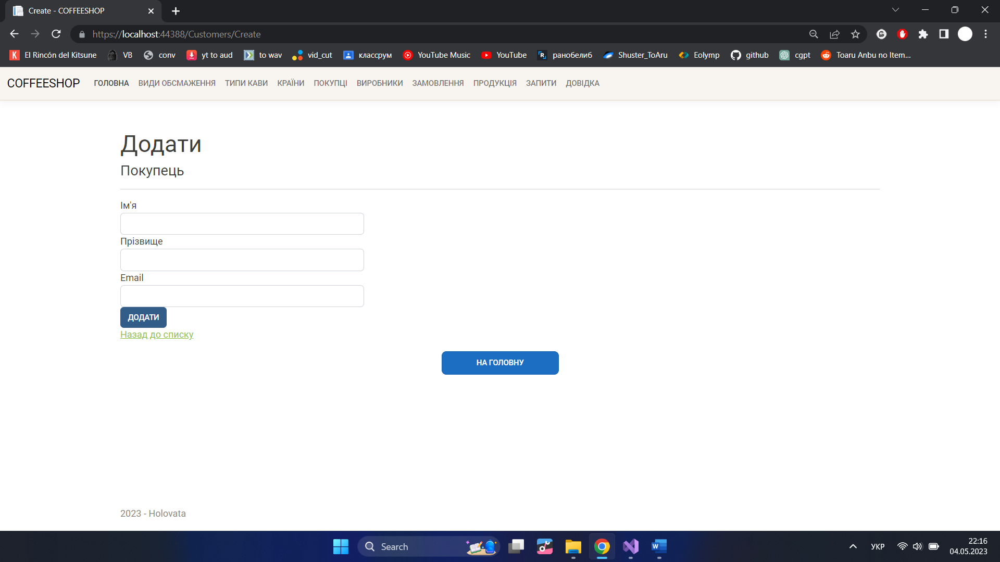 Create - COFFEESHOP
https://localhost:44388/Customers/Create
El Rincón del Kitsune VB conv yt to aud to wav vid_cut классрум YouTube Music YouTube ранобелиб Shuster_ToAru Eolymp github cgpt Toaru Anbu no Item...
COFFEESHOP ГОЛОВНА ВИДИ ОБСМАЖЕННЯ ТИПИ КАВИ КРАЇНИ ПОКУПЦІ ВИРОБНИКИ ЗАМОВЛЕННЯ ПРОДУКЦІЯ ЗАПИТИ ДОВІДКА
Додати
Покупець
Ім'я
Прізвище
Email
ДОДАТИ
Назад до списку
НА ГОЛОВНУ
2023 - Holovata
Search
УКР
22:16
04.05.2023